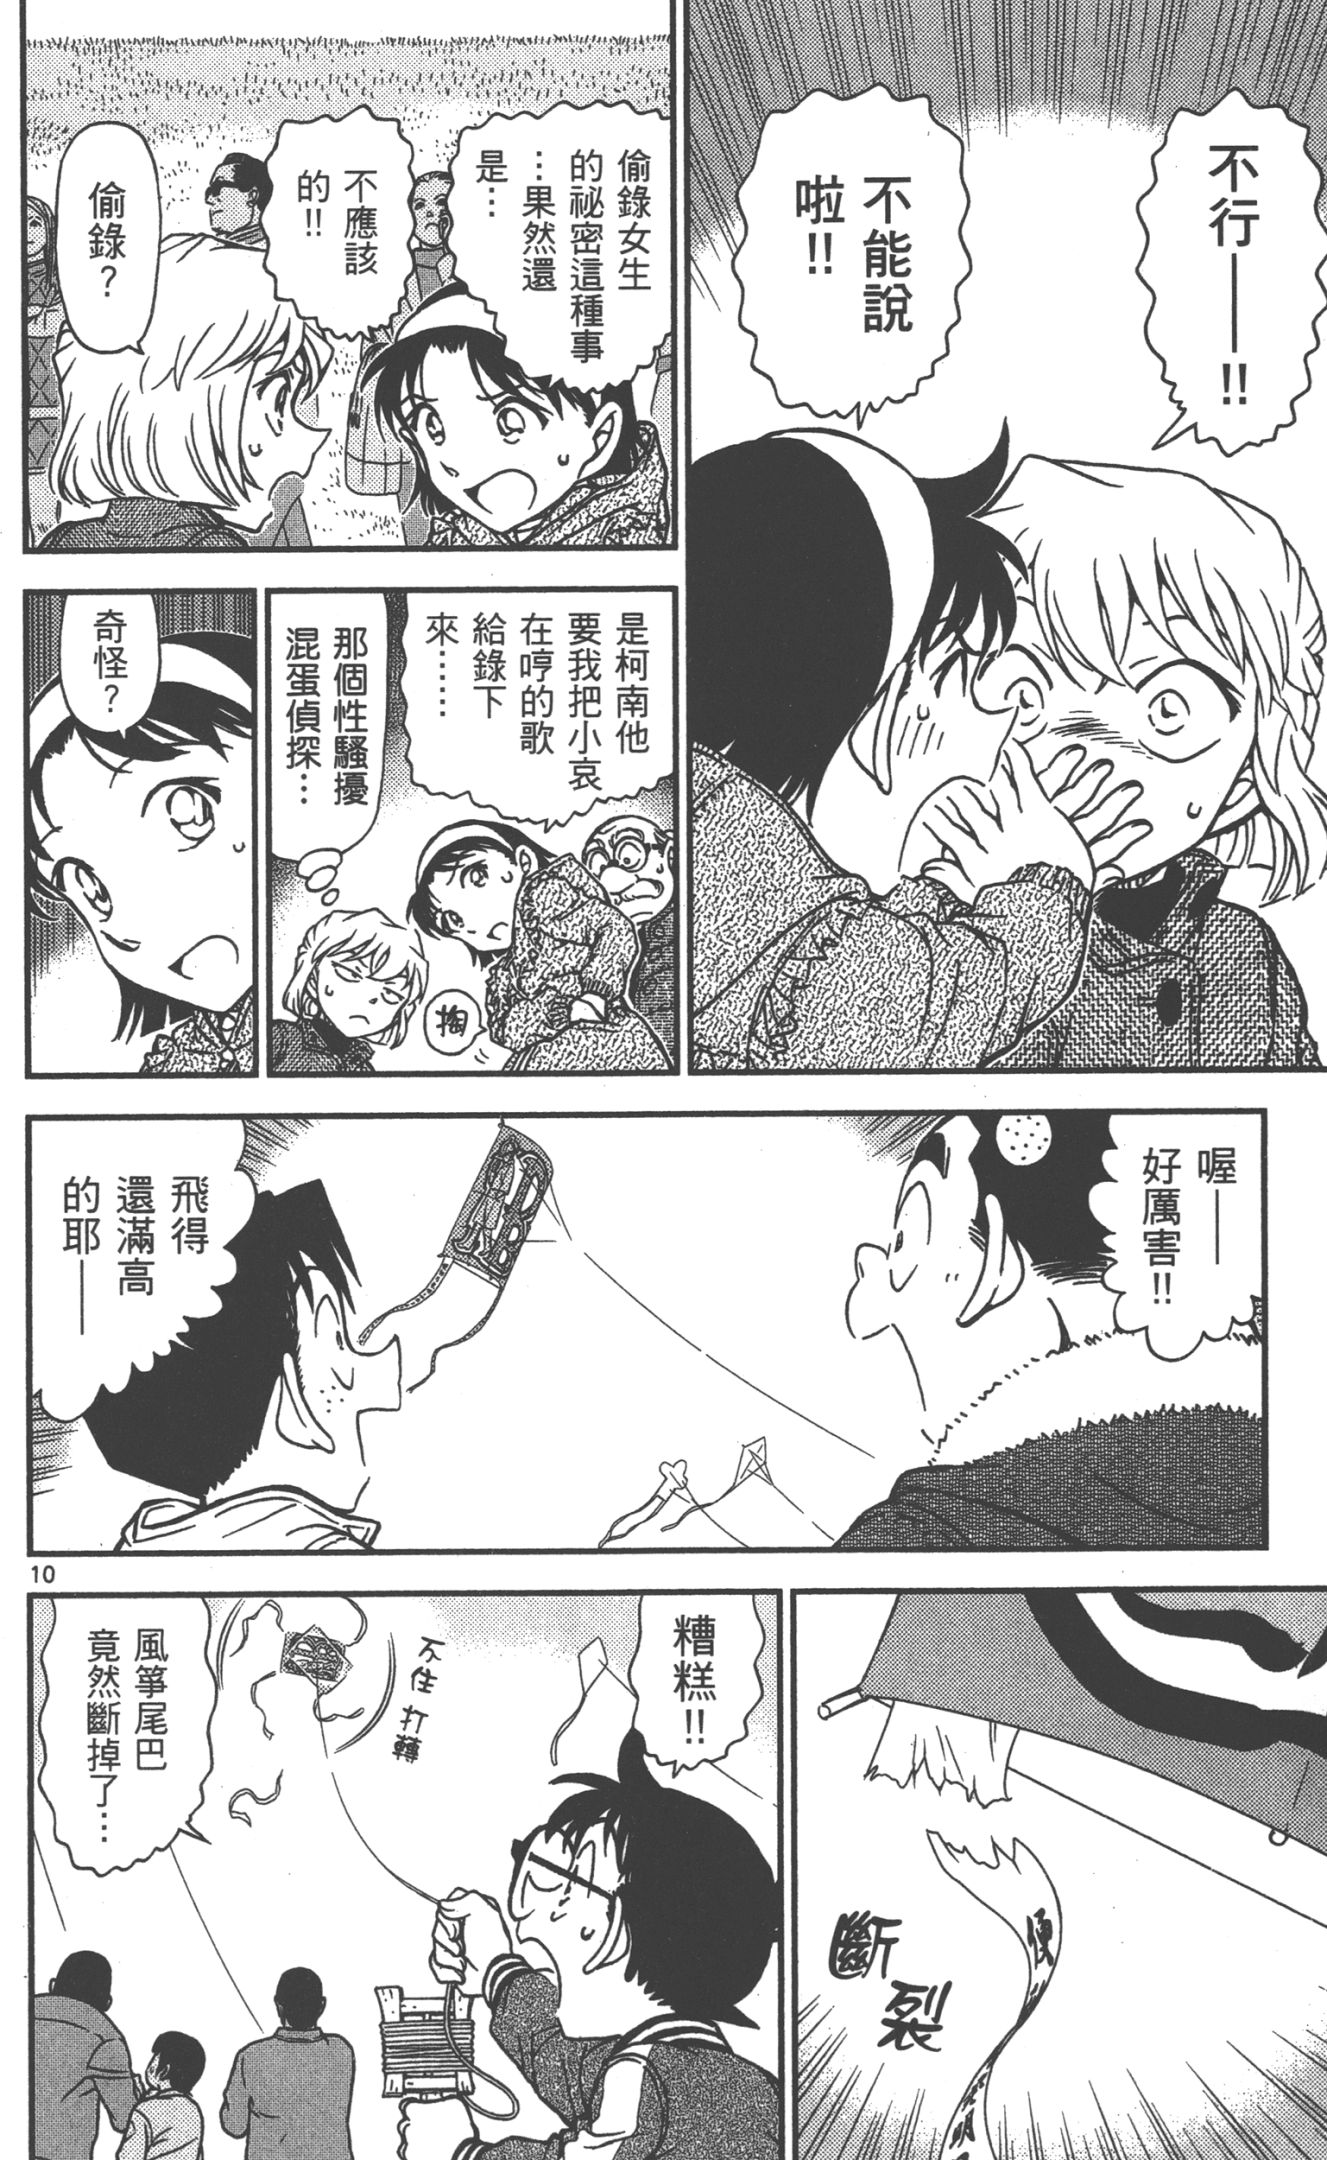 不行——!!
不能說
啦!!
偷錄女生
的祕密這種事
…果然還
是…
不應該
的!!
偷錄？
是柯南他
要我把小哀
在哼的歌
給錄下
來……
那個性騷擾
混蛋偵探…
掏
奇怪？
喔——
好厲害!!
飛得
還滿高
的耶——
10
斷裂
便
糟糕!!
不住打轉
風箏尾巴
竟然斷掉了…